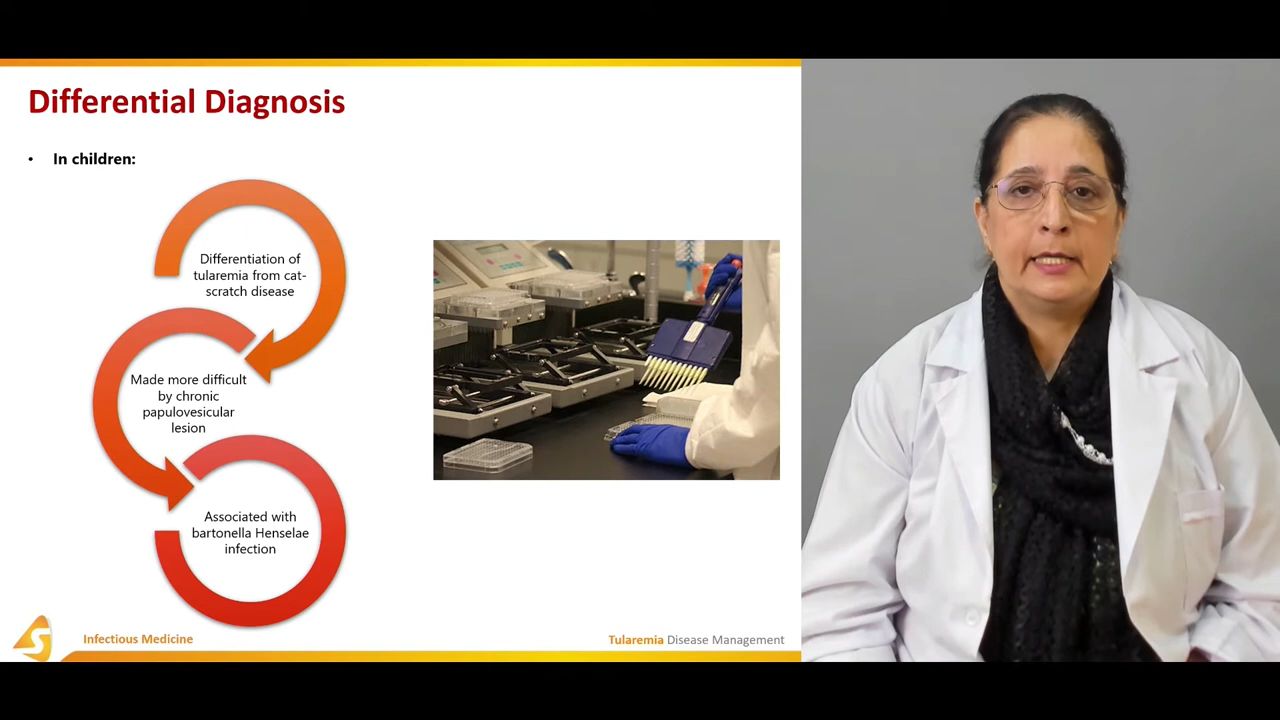 Differential Diagnosis
• In children:
Differentiation of
tularemia from cat-
scratch disease
Made more difficult
by chronic
papulovesicular
lesion
Associated with
bartonella Henselae
infection
Infectious Medicine
Tularemia Disease Management